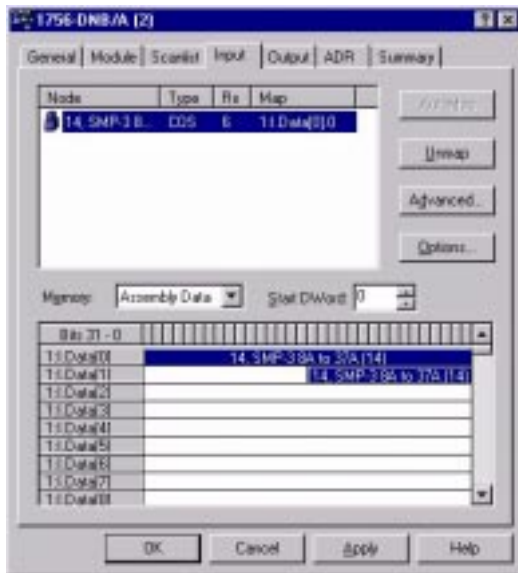 1756-DNB/A (2)
General Module Scanlist Input Output ADR Summary
Node Type Rx Map
14, SMP-3 8... COS 6 1:I.Data[0].0
AutoMap
Unmap
Advanced...
Options...
Memory: Assembly Data Start DWord: 0
Bits 31 - 0
1:I.Data[0] 14, SMP-3 8A to 37A (14)
1:I.Data[1] 14, SMP-3 8A to 37A (14)
1:I.Data[2]
1:I.Data[3]
1:I.Data[4]
1:I.Data[5]
1:I.Data[6]
1:I.Data[7]
1:I.Data[8]
OK Cancel Apply Help